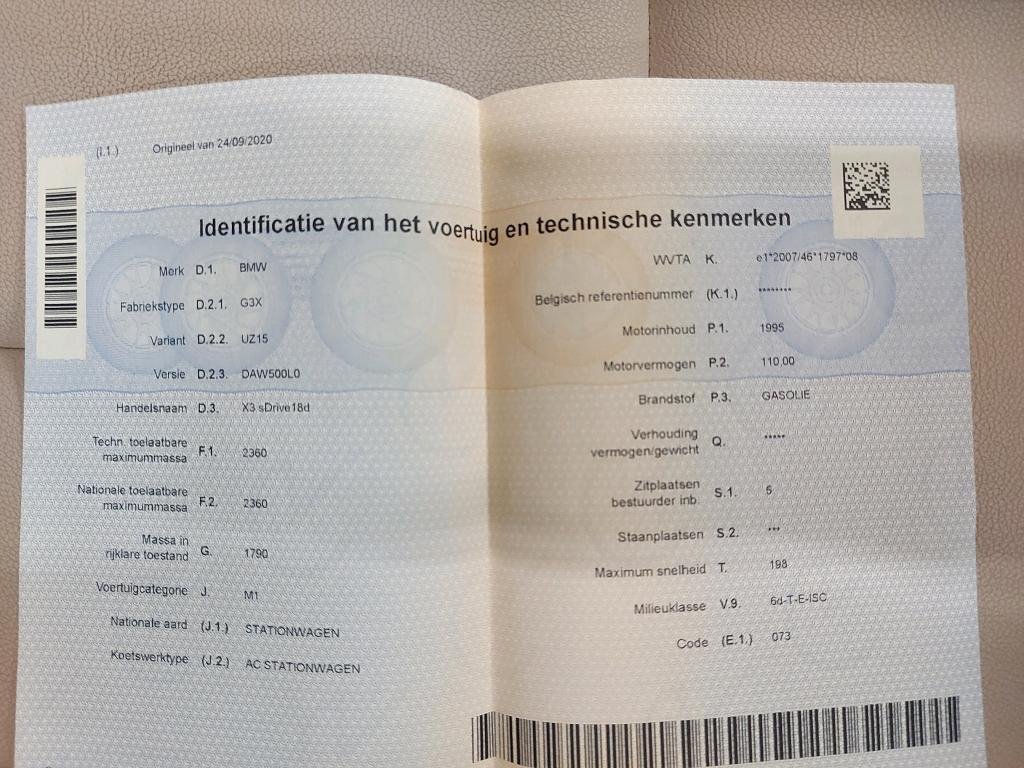 (I.1.) Origineel van 24/09/2020
Identificatie van het voertuig en technische kenmerken
Merk D.1. BMW
Fabriekstype D.2.1. G3X
Variant D.2.2. UZ15
Versie D.2.3. DAW500L0
Handelsnaam D.3. X3 sDrive18d
Techn. toelaatbare
maximummassa F.1. 2360
Nationale toelaatbare
maximummassa F.2. 2360
Massa in
rijklare toestand G. 1790
Voertuigcategorie J. M1
Nationale aard (J.1.) STATIONWAGEN
Koetswerktype (J.2.) AC STATIONWAGEN
WVTA K. e1*2007/46*1797*08
Belgisch referentienummer (K.1.) ********
Motorinhoud P.1. 1995
Motorvermogen P.2. 110,00
Brandstof P.3. GASOLIE
Verhouding
vermogen/gewicht Q. *****
Zitplaatsen
bestuurder inb. S.1. 5
Staanplaatsen S.2. ***
Maximum snelheid T. 198
Milieuklasse V.9. 6d-T-E-ISC
Code (E.1.) 073